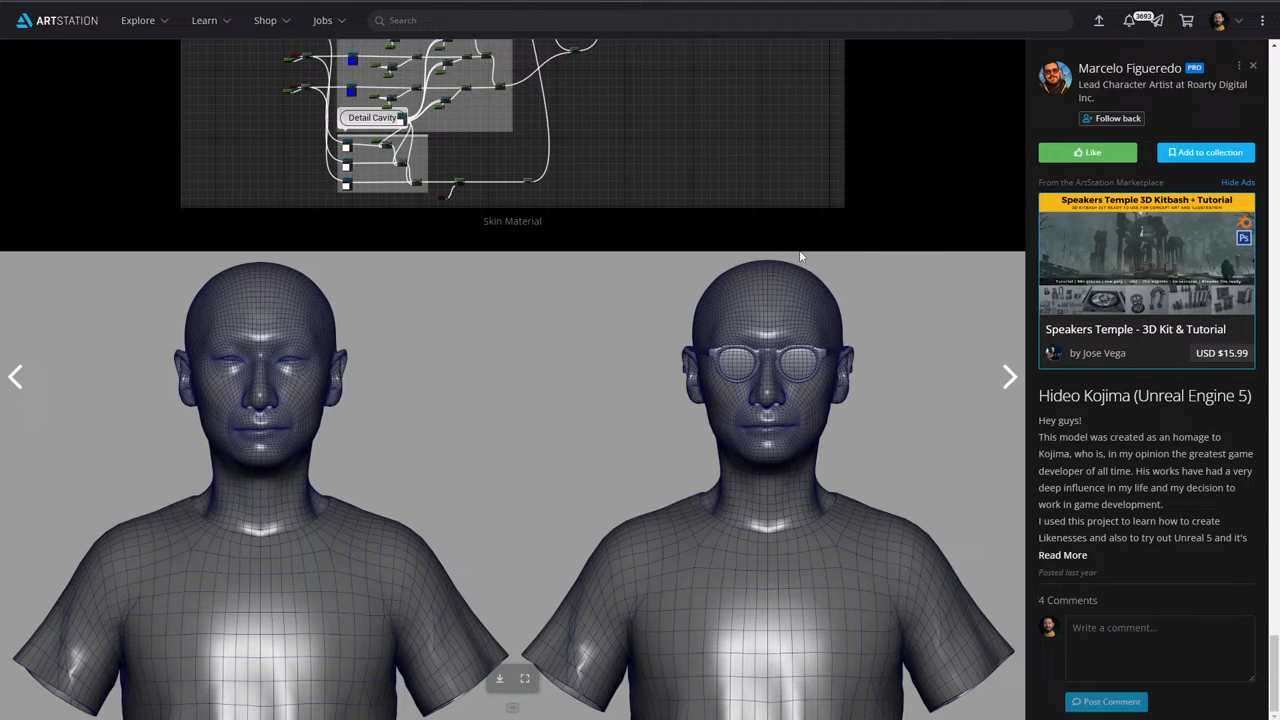 ARTSTATION
Explore
Learn
Shop
Jobs
Search
3693
Detail Cavity
Skin Material
Marcelo Figueredo PRO
Lead Character Artist at Roarty Digital
Inc.
Follow back
Like
Add to collection
From the ArtStation Marketplace
Hide Ads
Speakers Temple 3D Kitbash + Tutorial
Ps
Speakers Temple - 3D Kit & Tutorial
by Jose Vega
USD $15.99
Hideo Kojima (Unreal Engine 5)
Hey guys!
This model was created as an homage to
Kojima, who is, in my opinion the greatest game
developer of all time. His works have had a very
deep influence in my life and my decision to
work in game development.
I used this project to learn how to create
Likenesses and also to try out Unreal 5 and it's
Read More
Posted last year
4 Comments
Write a comment...
Post Comment